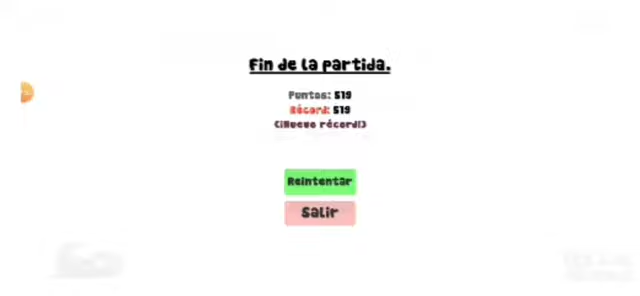 Fin de la partida.
Puntos: 519
Récord: 519
(¡Nuevo récord!)
Reintentar
Salir